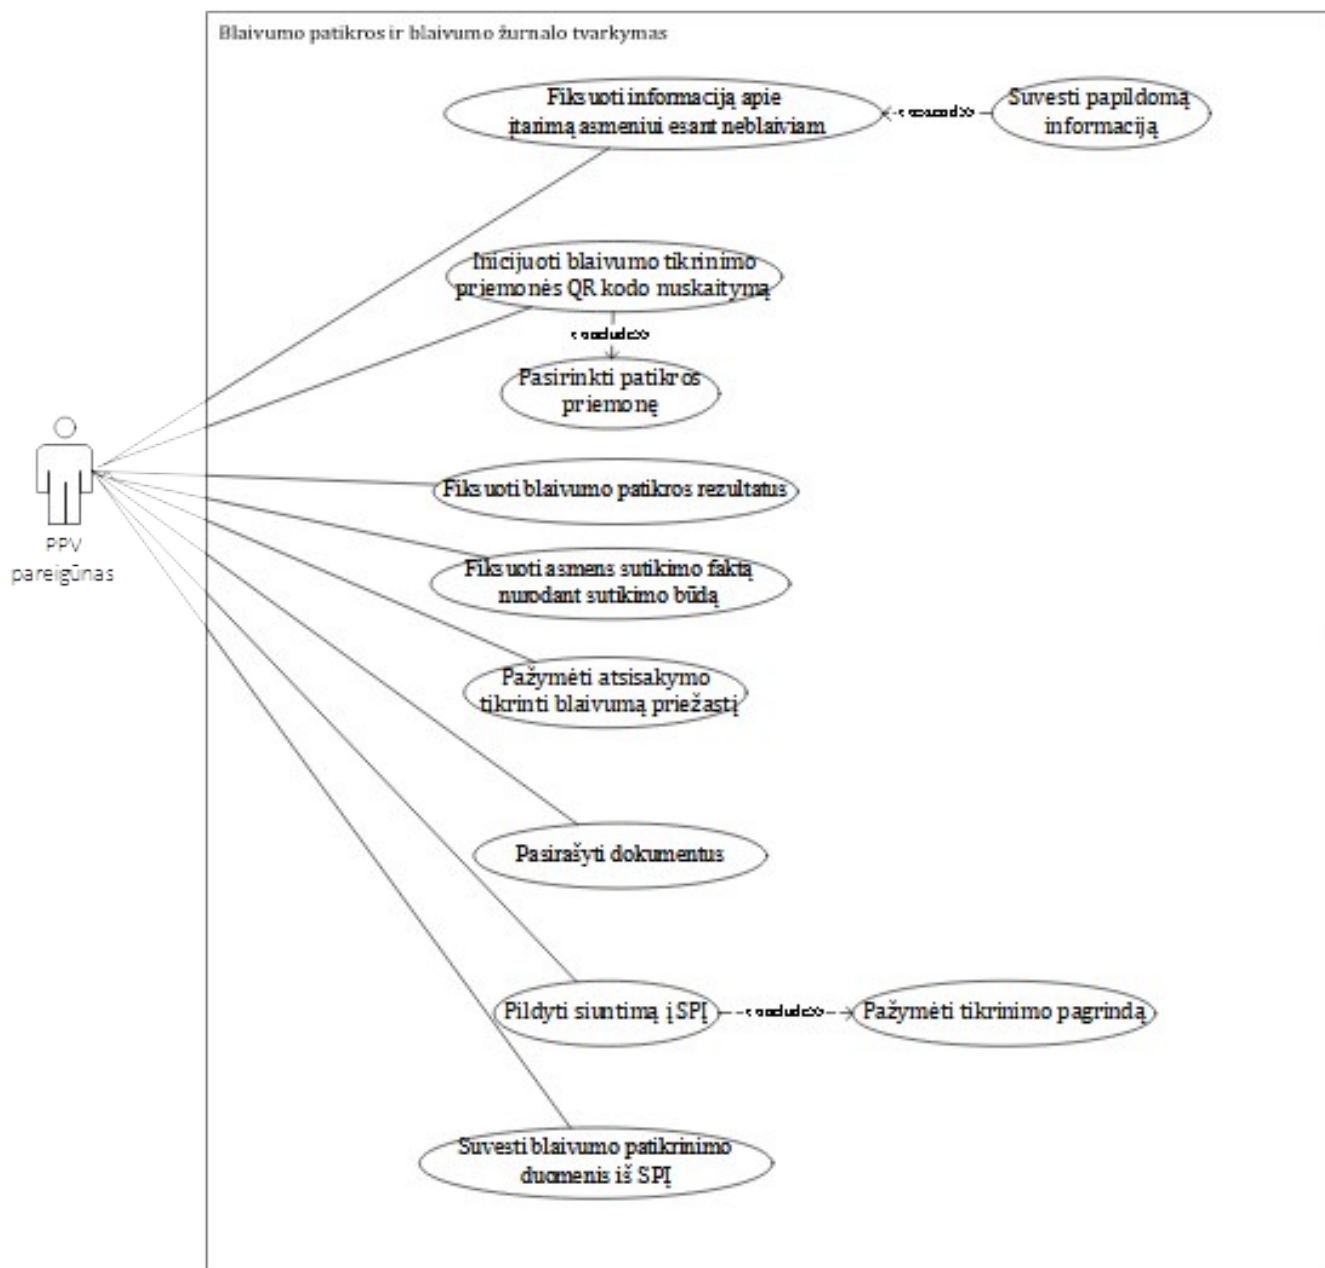 Blaivumo patikros ir blaivumo žurnalo tvarkymas
Fiksuoti informaciją apie
įtarimą asmeniui esant neblaiviam
Suvesti papildomą
informaciją
Inicijuoti blaivumo tikrinimo
priemonės QR kodo nuskaitymą
Pasirinkti patikros
priemonę
PPV
pareigūnas
Fiksuoti blaivumo patikros rezultatus
Fiksuoti asmens sutikimo faktą
nurodant sutikimo būdą
Pažymėti atsisakymo
tikrinti blaivumą priežastį
Pasirašyti dokumentus
Pildyti siuntimą į SPĮ
Pažymėti tikrinimo pagrindą
Suvesti blaivumo patikrinimo
duomenis iš SPĮ